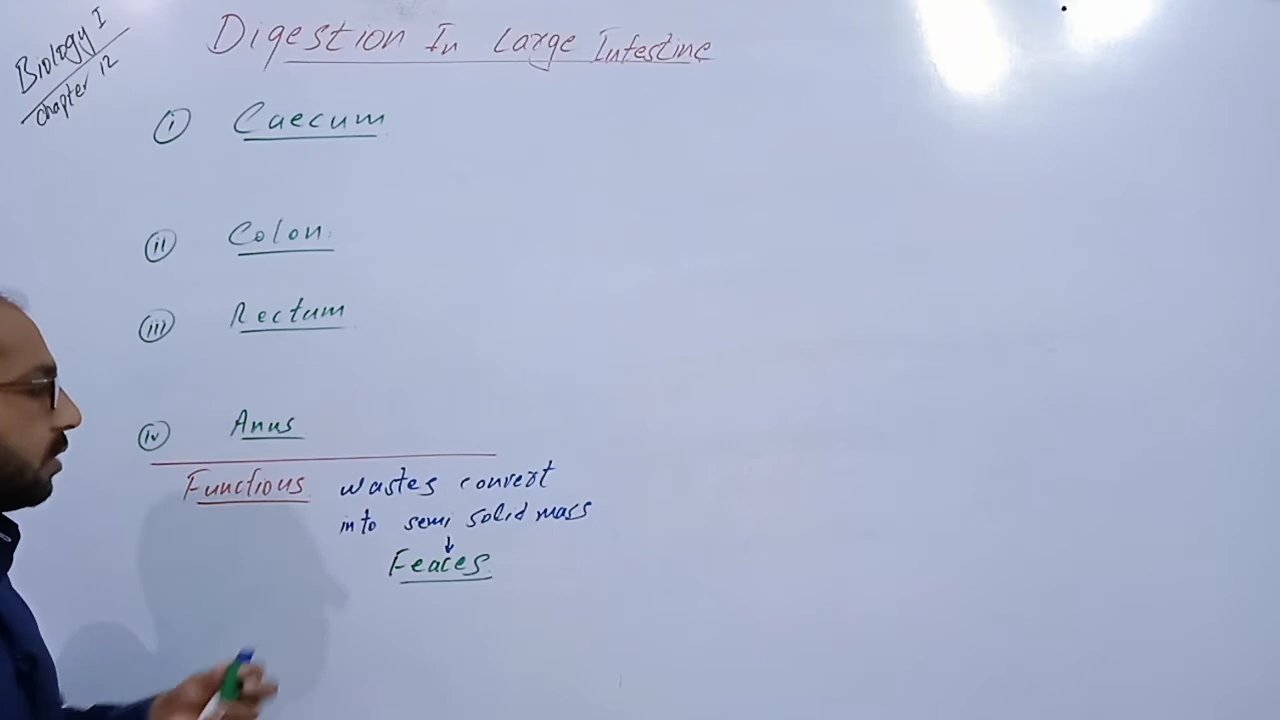 Biology I
Chapter 12
Digestion In Large Intestine
(i) Caecum
(ii) Colon.
(iii) Rectum
(iv) Anus
Functions wastes convert
into semi solid mass
↓
Feaces